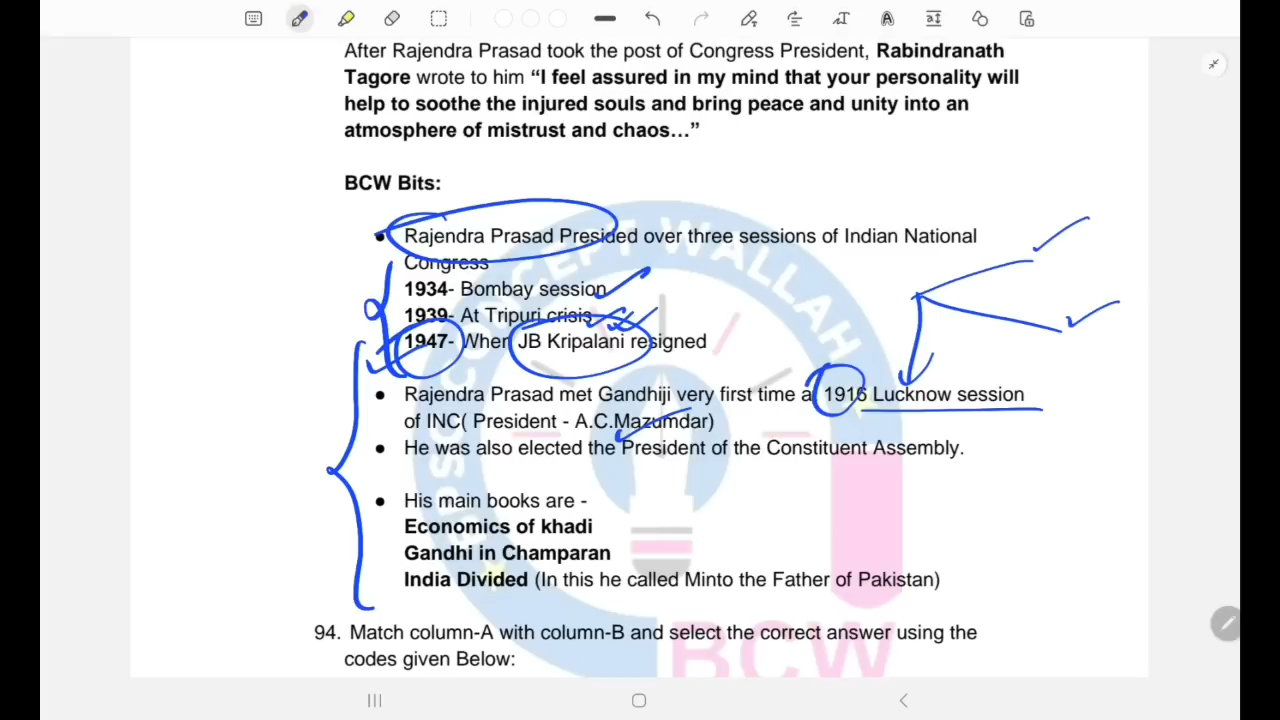 After Rajendra Prasad took the post of Congress President, Rabindranath
Tagore wrote to him “I feel assured in my mind that your personality will
help to soothe the injured souls and bring peace and unity into an
atmosphere of mistrust and chaos…”
BCW Bits:
● Rajendra Prasad Presided over three sessions of Indian National
Congress
1934- Bombay session
1939- At Tripuri crisis
1947- When JB Kripalani resigned
● Rajendra Prasad met Gandhiji very first time at 1916 Lucknow session
of INC( President - A.C.Mazumdar)
● He was also elected the President of the Constituent Assembly.
● His main books are -
Economics of khadi
Gandhi in Champaran
India Divided (In this he called Minto the Father of Pakistan)
94. Match column-A with column-B and select the correct answer using the
codes given Below:
BPSC CONCEPT WALLAH
BCW